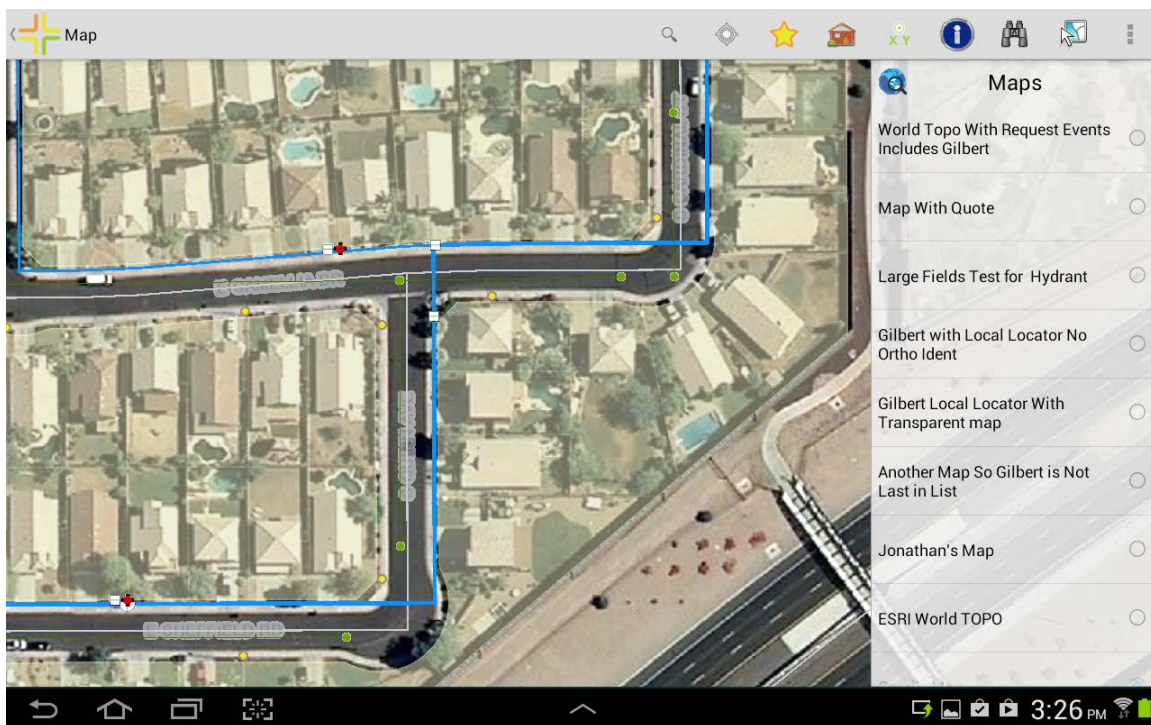 Map
X Y
Maps
World Topo With Request Events
Includes Gilbert
Map With Quote
Large Fields Test for Hydrant
Gilbert with Local Locator No
Ortho Ident
Gilbert Local Locator With
Transparent map
Another Map So Gilbert is Not
Last in List
Jonathan's Map
ESRI World TOPO
E SHEFFIELD RD
3:26 PM